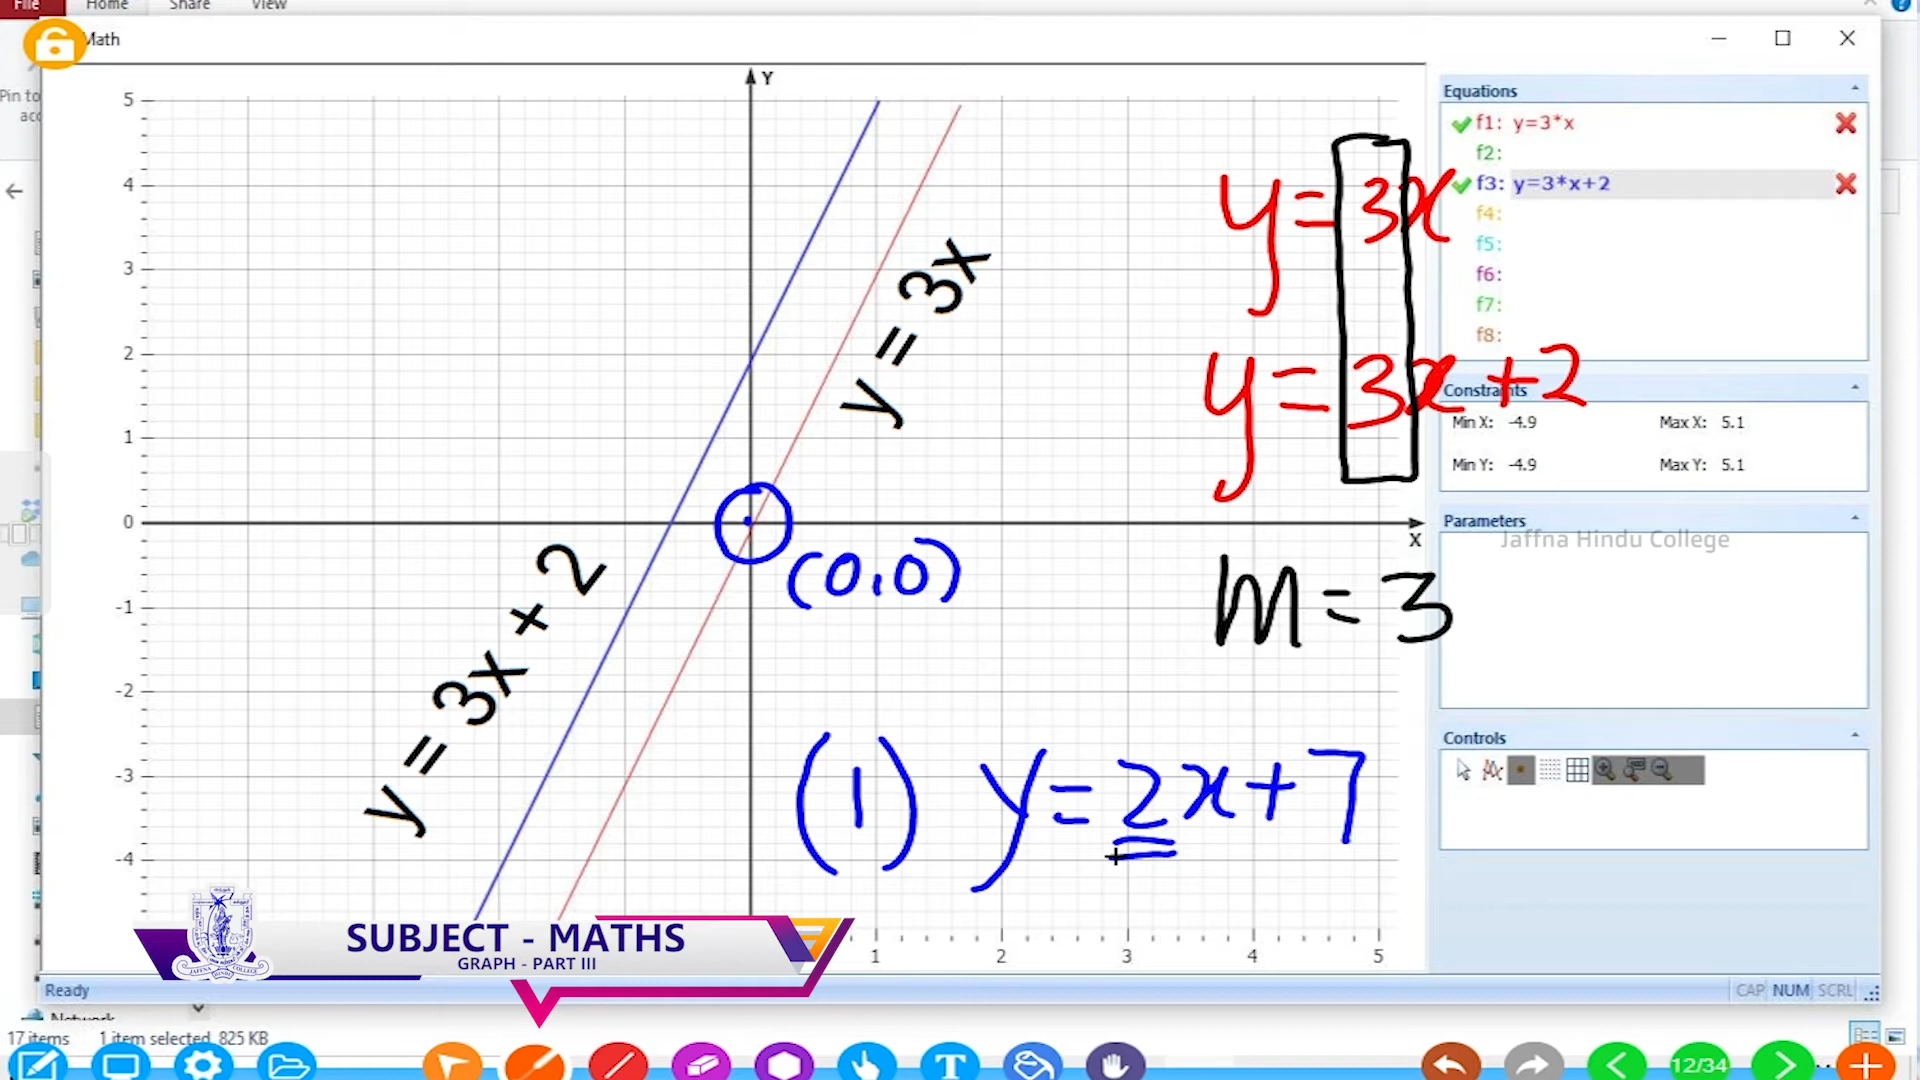 File Home Share View
Math
Pin to
acc
Y
5
4
3
2
1
0
-1
-2
-3
-4
1 2 3 4 5
X
y = 3x
y = 3x + 2
(0,0)
y = 3x
y = 3x + 2
m = 3
(1) y = 2x + 7
Equations
f1: y=3*x
f2:
f3: y=3*x+2
f4:
f5:
f6:
f7:
f8:
Constraints
Min X: -4.9 Max X: 5.1
Min Y: -4.9 Max Y: 5.1
Parameters
Jaffna Hindu College
Controls
SUBJECT - MATHS
GRAPH - PART III
JAFFNA HINDU COLLEGE
Ready
CAP NUM SCRL
Network
17 items 1 item selected 825 KB
T
12/34